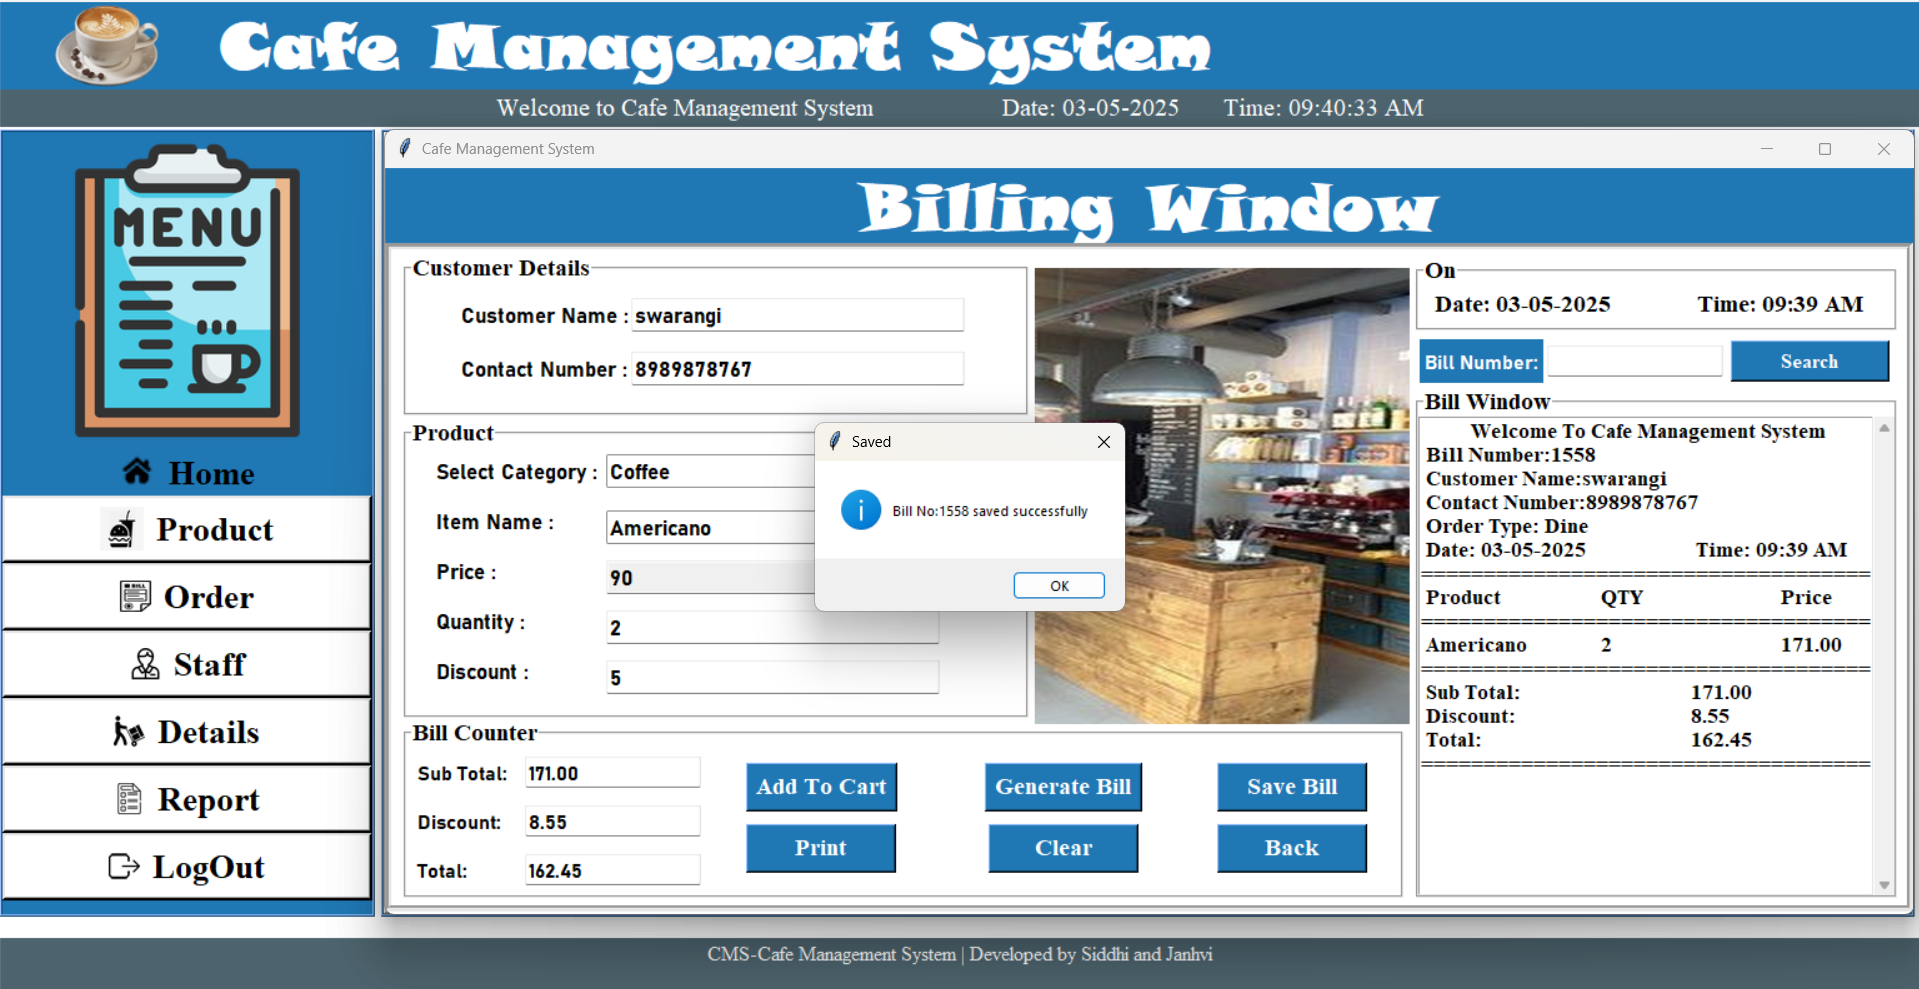 Cafe Management System
Welcome to Cafe Management System Date: 03-05-2025 Time: 09:40:33 AM
MENU
Home
Product
Order
Staff
Details
Report
LogOut
Cafe Management System
Billing Window
Customer Details
Customer Name : swarangi
Contact Number : 8989878767
Product
Select Category : Coffee
Item Name : Americano
Price : 90
Quantity : 2
Discount : 5
Saved
Bill No:1558 saved successfully
OK
Bill Counter
Sub Total: 171.00
Discount: 8.55
Total: 162.45
Add To Cart Generate Bill Save Bill
Print Clear Back
On
Date: 03-05-2025 Time: 09:39 AM
Bill Number: Search
Bill Window
Welcome To Cafe Management System
Bill Number:1558
Customer Name:swarangi
Contact Number:8989878767
Order Type: Dine
Date: 03-05-2025 Time: 09:39 AM
Product QTY Price
Americano 2 171.00
Sub Total: 171.00
Discount: 8.55
Total: 162.45
CMS-Cafe Management System | Developed by Siddhi and Janhvi